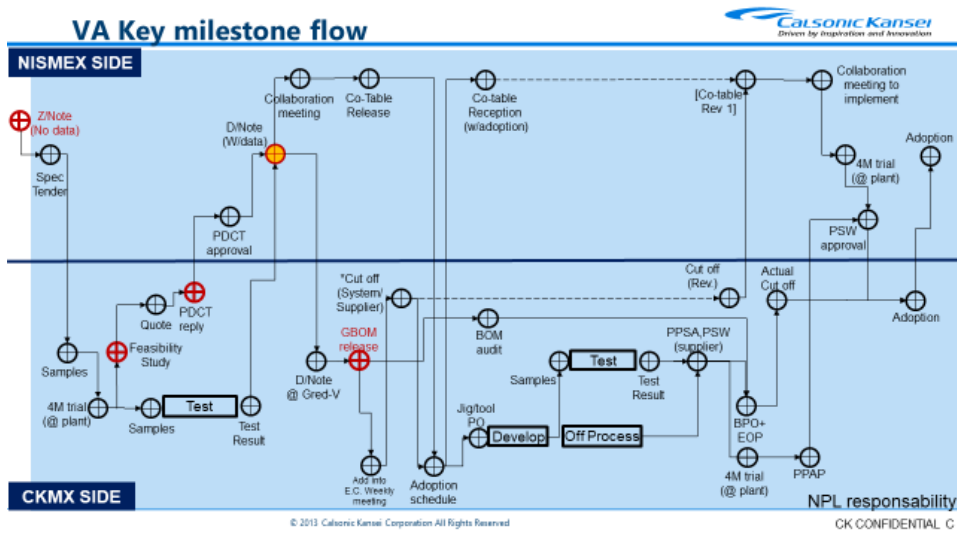 VA Key milestone flow
Calsonic Kansei
Driven by Inspiration and Innovation
NISMEX SIDE
Z/Note
(No data)
Spec
Tender
D/Note
(W/data)
Collaboration
meeting
Co-Table
Release
Co-table
Reception
(w/adoption)
[Co-table
Rev 1]
Collaboration
meeting to
implement
4M trial
(@ plant)
Adoption
PDCT
approval
PSW
approval
*Cut off
(System/
Supplier)
Cut off
(Rev.)
Actual
Cut off
Adoption
Quote
PDCT
reply
Feasibility
Study
Samples
4M trial
(@ plant)
Samples
Test
Test
Result
D/Note
@ Gred-V
GBOM
release
BOM
audit
PPSA,PSW
(supplier)
Samples
Test
Test
Result
Jig/tool
PO
Develop
Off Process
BPO+
EOP
Add into
E.C. Weekly
meeting
Adoption
schedule
4M trial
(@ plant)
PPAP
CKMX SIDE
NPL responsability
© 2013 Calsonic Kansei Corporation All Rights Reserved
CK CONFIDENTIAL C